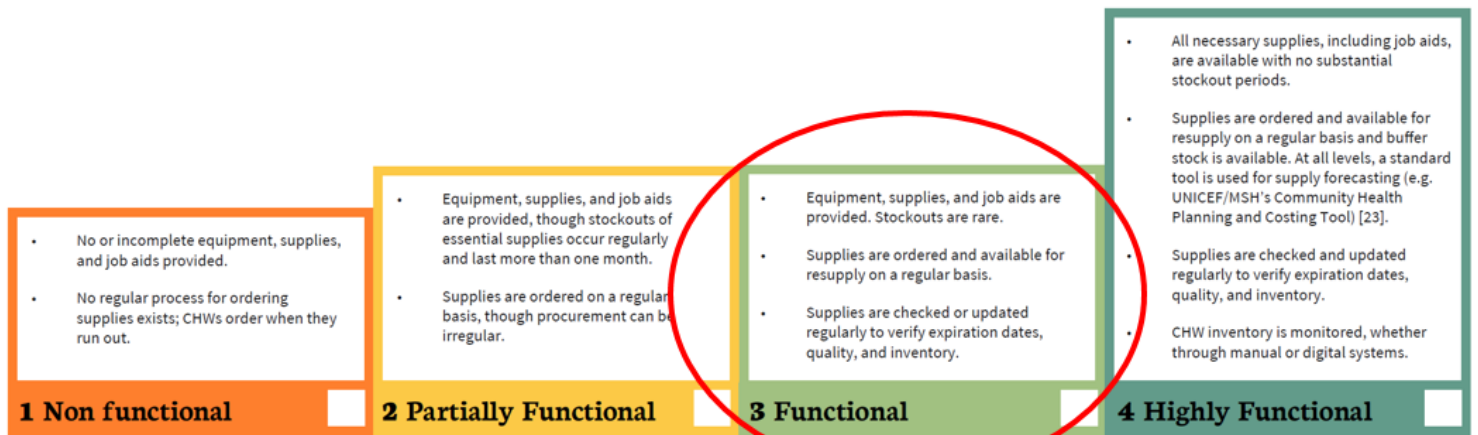 • No or incomplete equipment, supplies,
and job aids provided.
• No regular process for ordering
supplies exists; CHWs order when they
run out.
1 Non functional
• Equipment, supplies, and job aids
are provided, though stockouts of
essential supplies occur regularly
and last more than one month.
• Supplies are ordered on a regular
basis, though procurement can be
irregular.
2 Partially Functional
• Equipment, supplies, and job aids are
provided. Stockouts are rare.
• Supplies are ordered and available for
resupply on a regular basis.
• Supplies are checked or updated
regularly to verify expiration dates,
quality, and inventory.
3 Functional
• All necessary supplies, including job aids,
are available with no substantial
stockout periods.
• Supplies are ordered and available for
resupply on a regular basis and buffer
stock is available. At all levels, a standard
tool is used for supply forecasting (e.g.
UNICEF/MSH's Community Health
Planning and Costing Tool) [23].
• Supplies are checked and updated
regularly to verify expiration dates,
quality, and inventory.
• CHW inventory is monitored, whether
through manual or digital systems.
4 Highly Functional